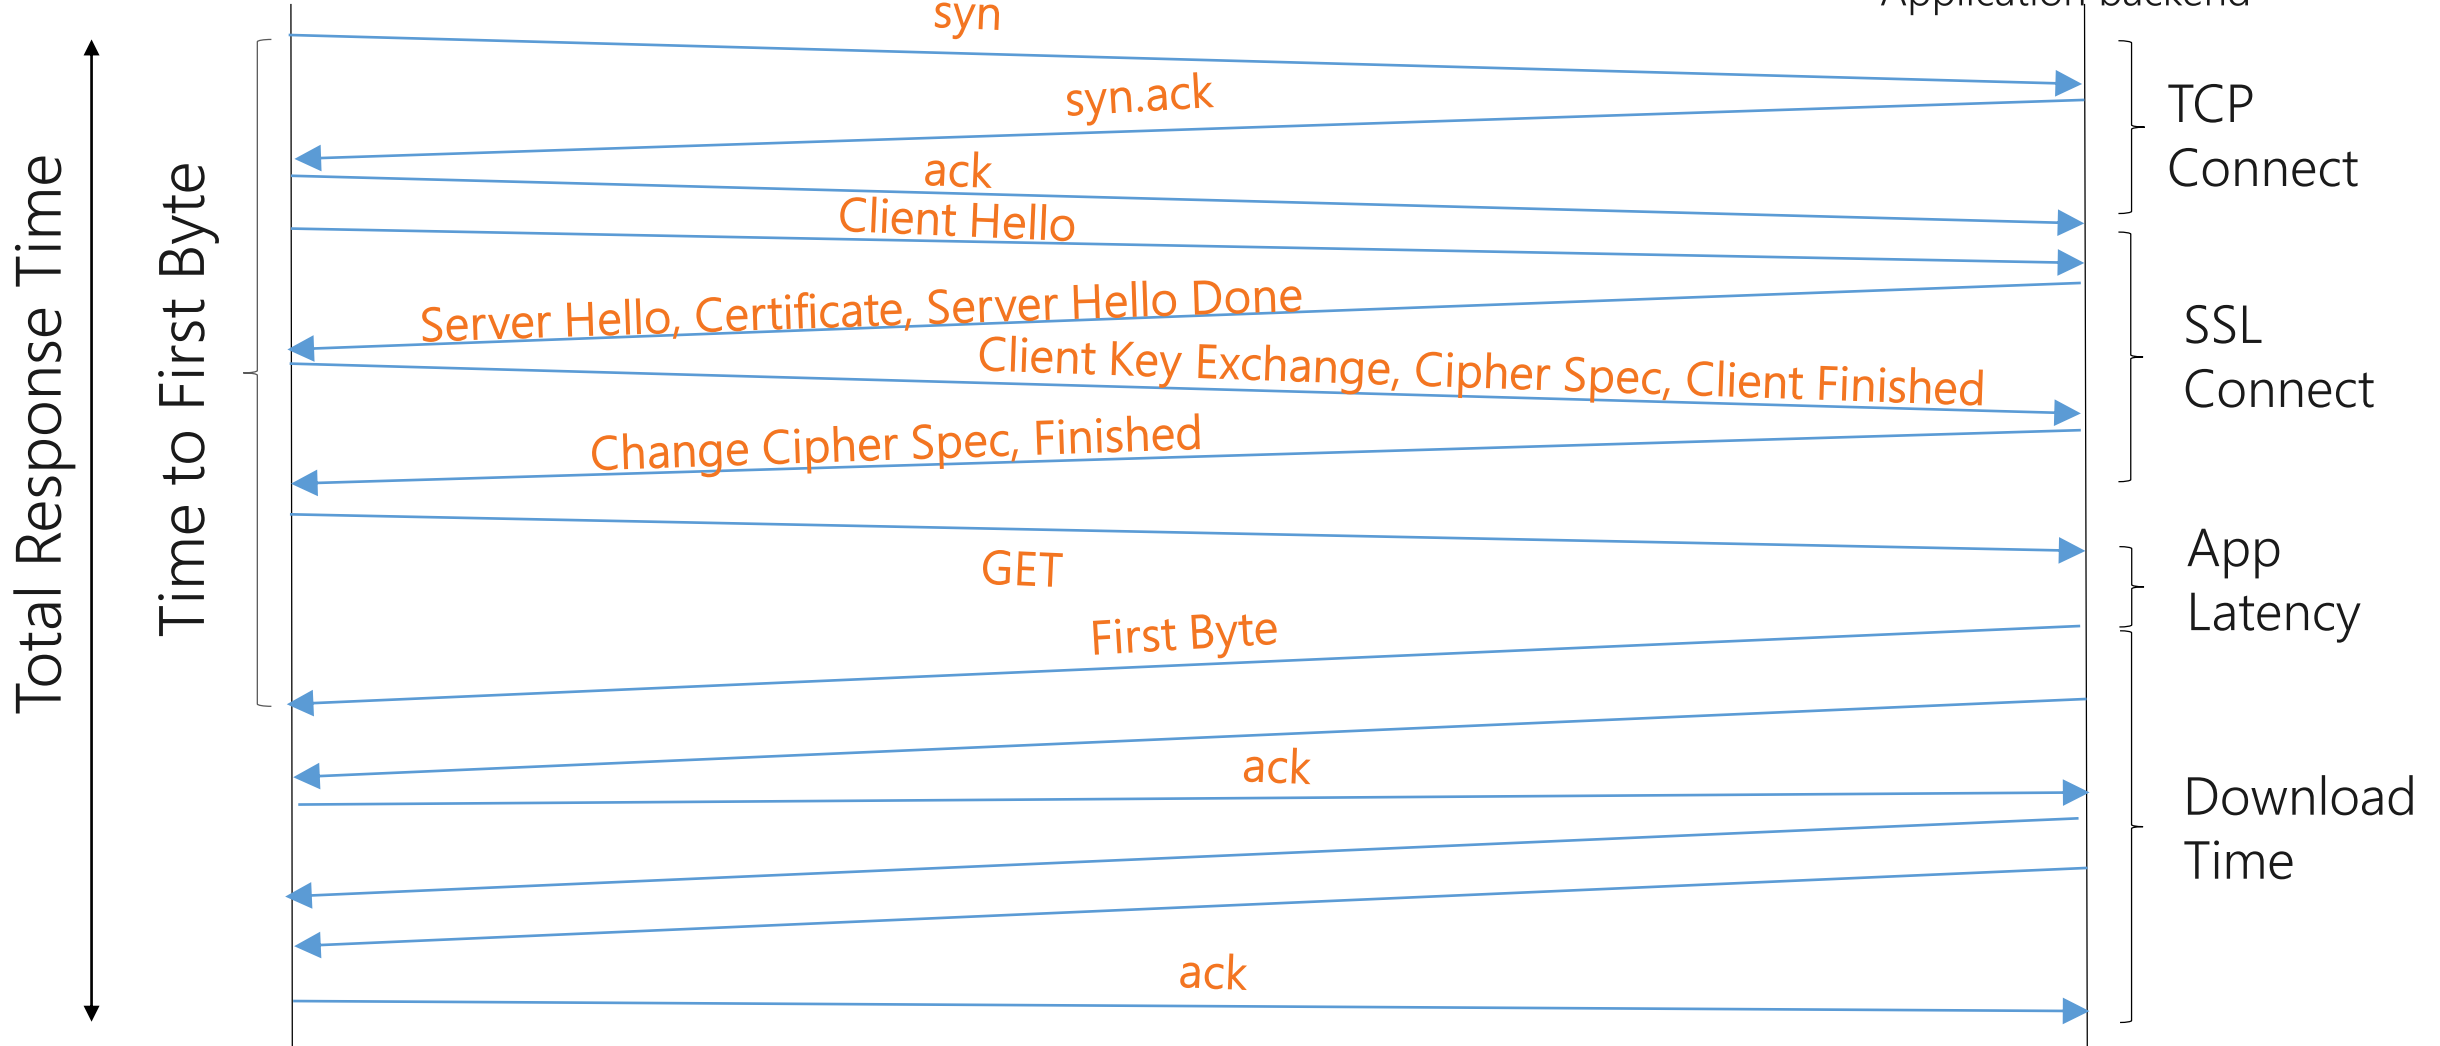 syn
Application backend
syn.ack
TCP
Connect
ack
Client Hello
Server Hello, Certificate, Server Hello Done
SSL
Connect
Client Key Exchange, Cipher Spec, Client Finished
Change Cipher Spec, Finished
Total Response Time
Time to First Byte
GET
App
Latency
First Byte
ack
Download
Time
ack